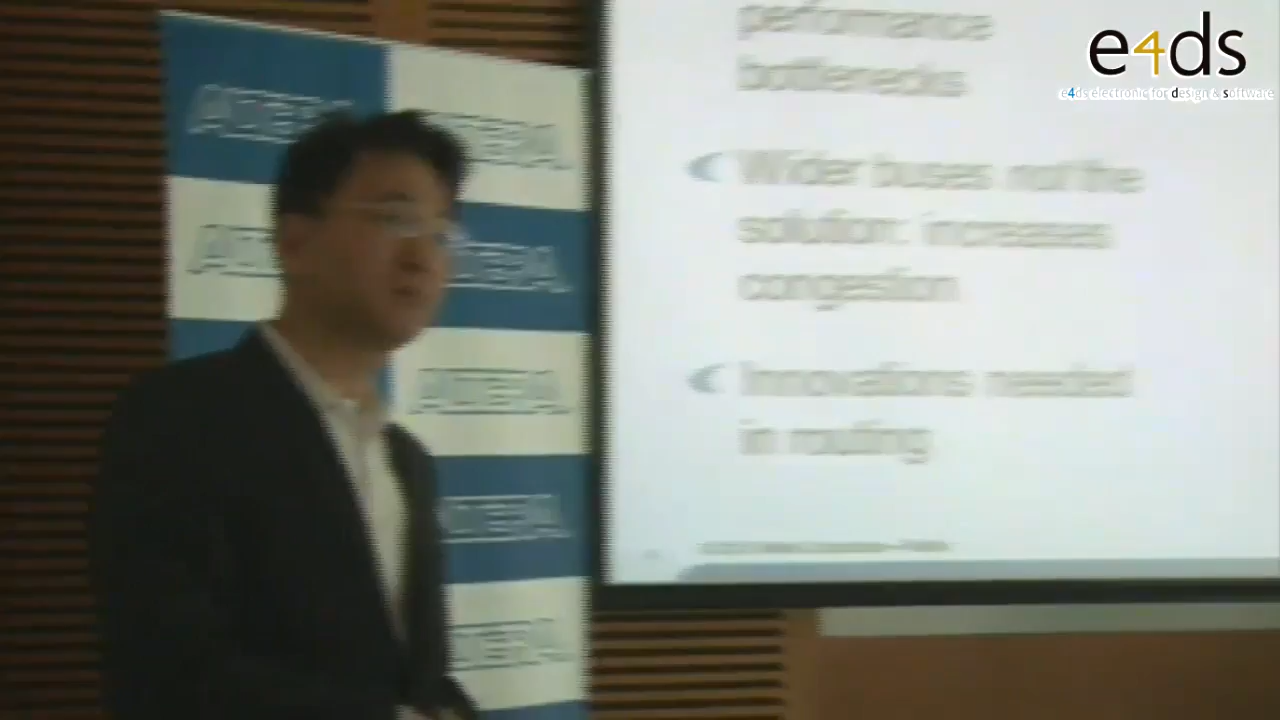 e4ds
e4ds electronic for design & software
performance
bottlenecks
Wider buses not the
solution: increases
congestion
Innovations needed
in routing
ALTERA
ALTERA
ALTERA
ALTERA
ALTERA
ALTERA
ALTERA